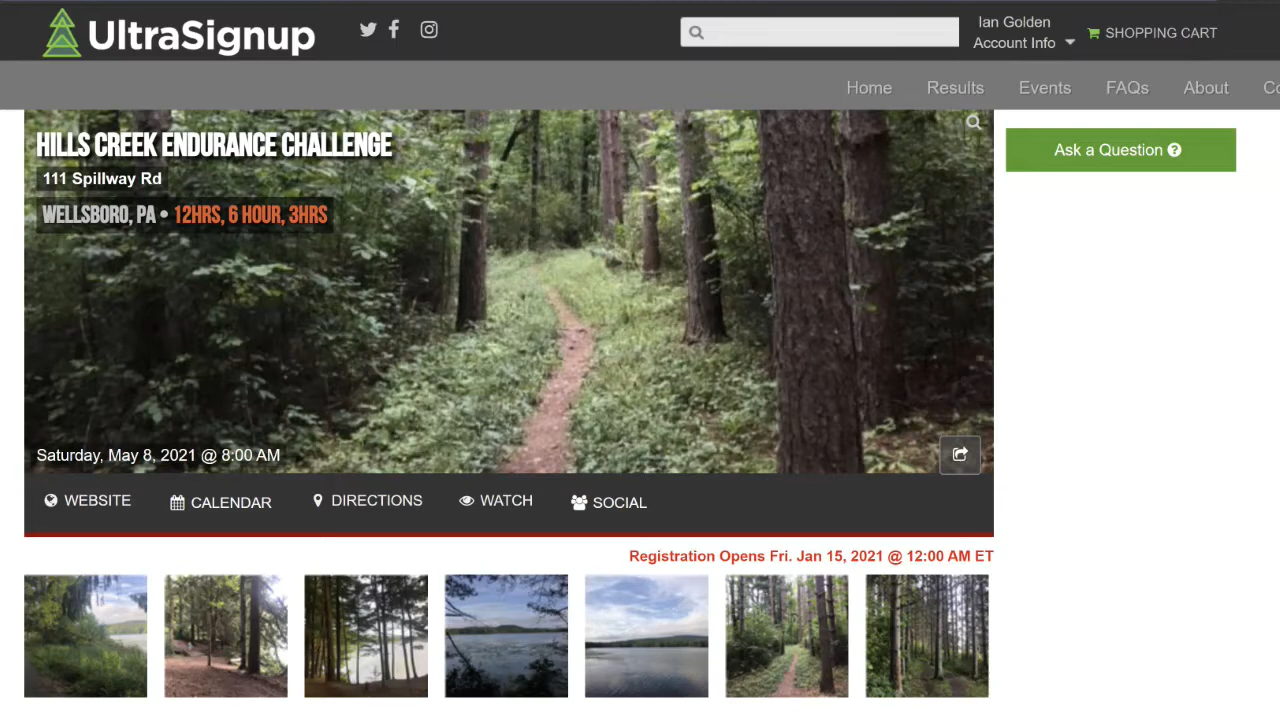 UltraSignup
Ian Golden
Account Info
SHOPPING CART
Home Results Events FAQs About
HILLS CREEK ENDURANCE CHALLENGE
111 Spillway Rd
WELLSBORO, PA • 12HRS, 6 HOUR, 3HRS
Ask a Question
Saturday, May 8, 2021 @ 8:00 AM
WEBSITE CALENDAR DIRECTIONS WATCH SOCIAL
Registration Opens Fri. Jan 15, 2021 @ 12:00 AM ET